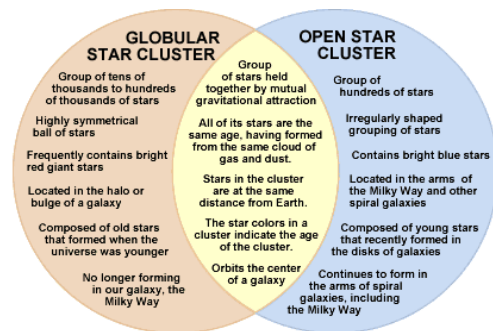 GLOBULAR
STAR CLUSTER
Group of tens of
thousands to hundreds
of thousands of stars
Highly symmetrical
ball of stars
Frequently contains bright
red giant stars
Located in the halo or
bulge of a galaxy
Composed of old stars
that formed when the
universe was younger
No longer forming
in our galaxy, the
Milky Way
Group
of stars held
together by mutual
gravitational attraction
All of its stars are the
same age, having formed
from the same cloud of
gas and dust.
Stars in the cluster
are at the same
distance from Earth.
The star colors in a
cluster indicate the age
of the cluster.
Orbits the center
of a galaxy
OPEN STAR
CLUSTER
Group of
hundreds of stars
Irregularly shaped
grouping of stars
Contains bright blue stars
Located in the arms of
the Milky Way and other
spiral galaxies
Composed of young stars
that recently formed in
the disks of galaxies
Continues to form in
the arms of spiral
galaxies, including
the Milky Way